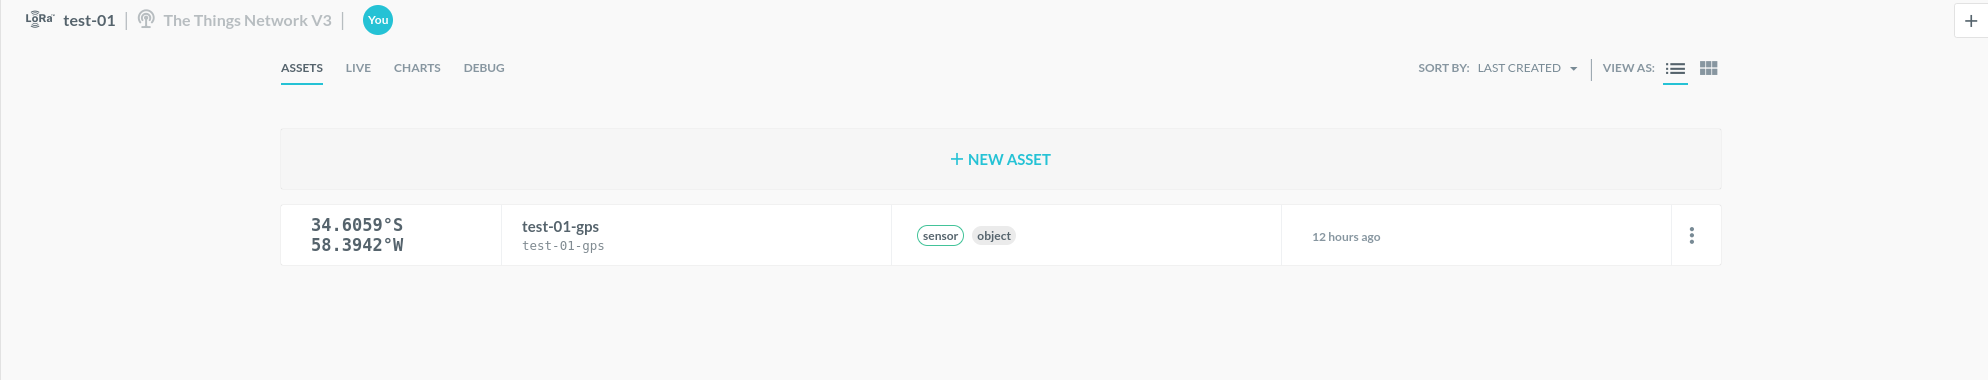 LoRa test-01 | The Things Network V3 | You
+
ASSETS LIVE CHARTS DEBUG
SORT BY: LAST CREATED VIEW AS:
+ NEW ASSET
34.6059°S
58.3942°W
test-01-gps
test-01-gps
sensor object
12 hours ago